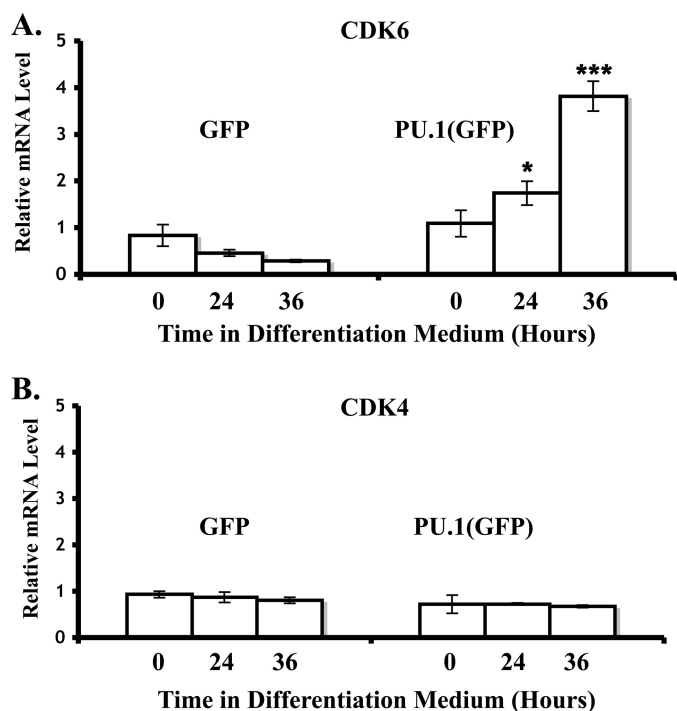 A.
CDK6
Relative mRNA Level
5
4
3
2
1
0
GFP
PU.1(GFP)
*
***
0 24 36 0 24 36
Time in Differentiation Medium (Hours)
B.
CDK4
Relative mRNA Level
5
4
3
2
1
0
GFP
PU.1(GFP)
0 24 36 0 24 36
Time in Differentiation Medium (Hours)